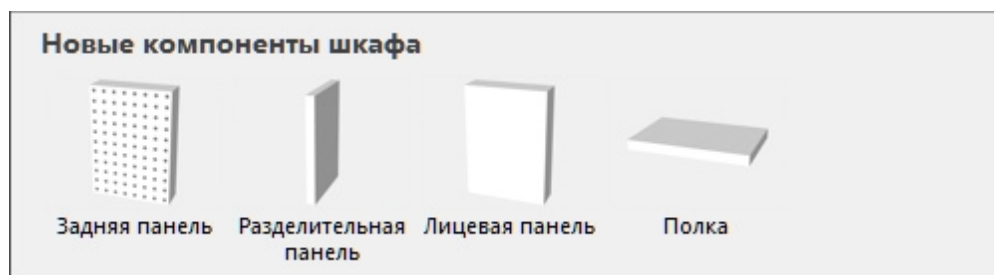 Новые компоненты шкафа
Задняя панель Разделительная панель Лицевая панель Полка